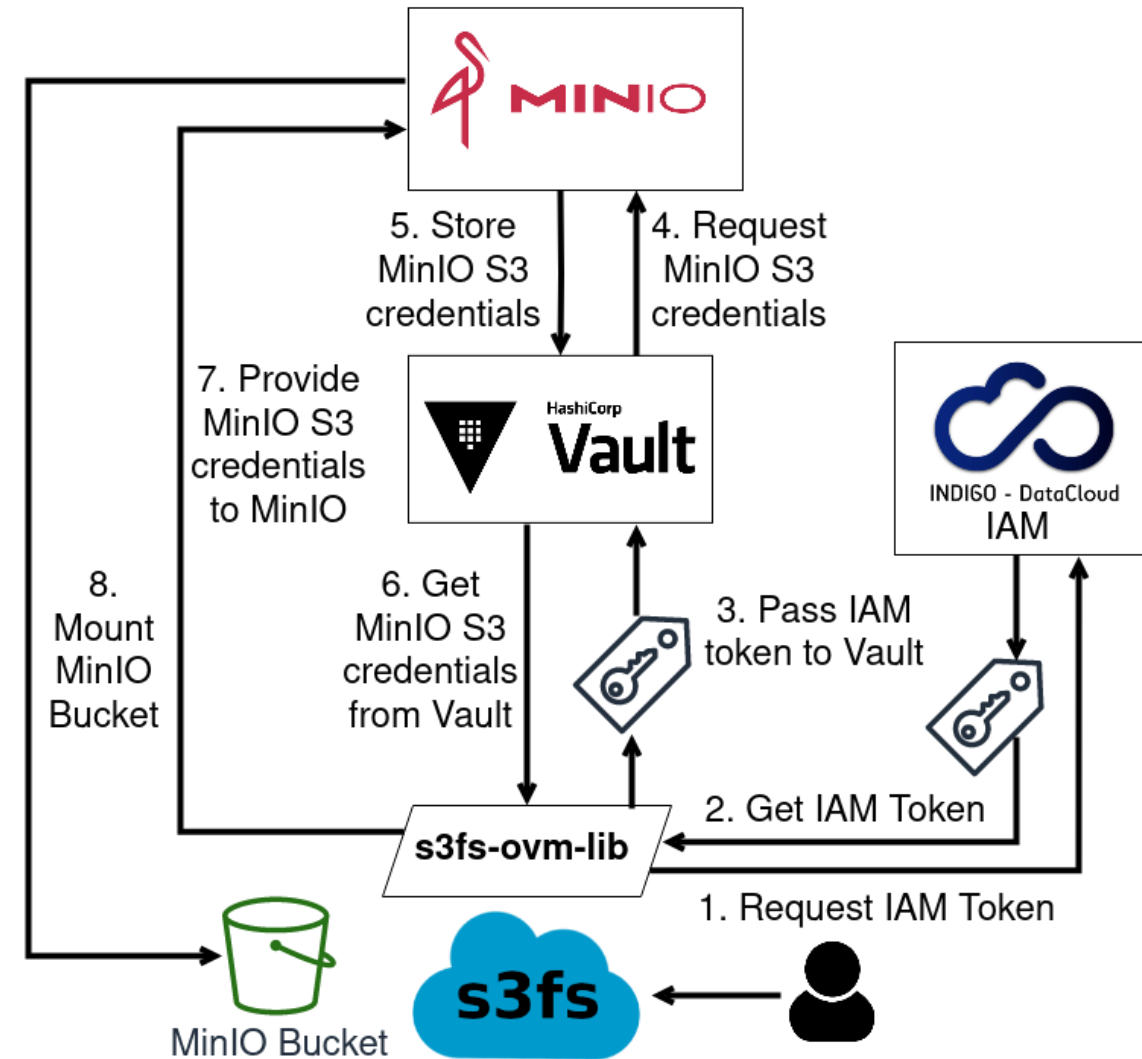 MINIO
5. Store
MinIO S3
credentials
4. Request
MinIO S3
credentials
7. Provide
MinIO S3
credentials
to MinIO
HashiCorp
Vault
INDIGO - DataCloud
IAM
8.
Mount
MinIO
Bucket
6. Get
MinIO S3
credentials
from Vault
3. Pass IAM
token to Vault
2. Get IAM Token
s3fs-ovm-lib
1. Request IAM Token
s3fs
MinIO Bucket